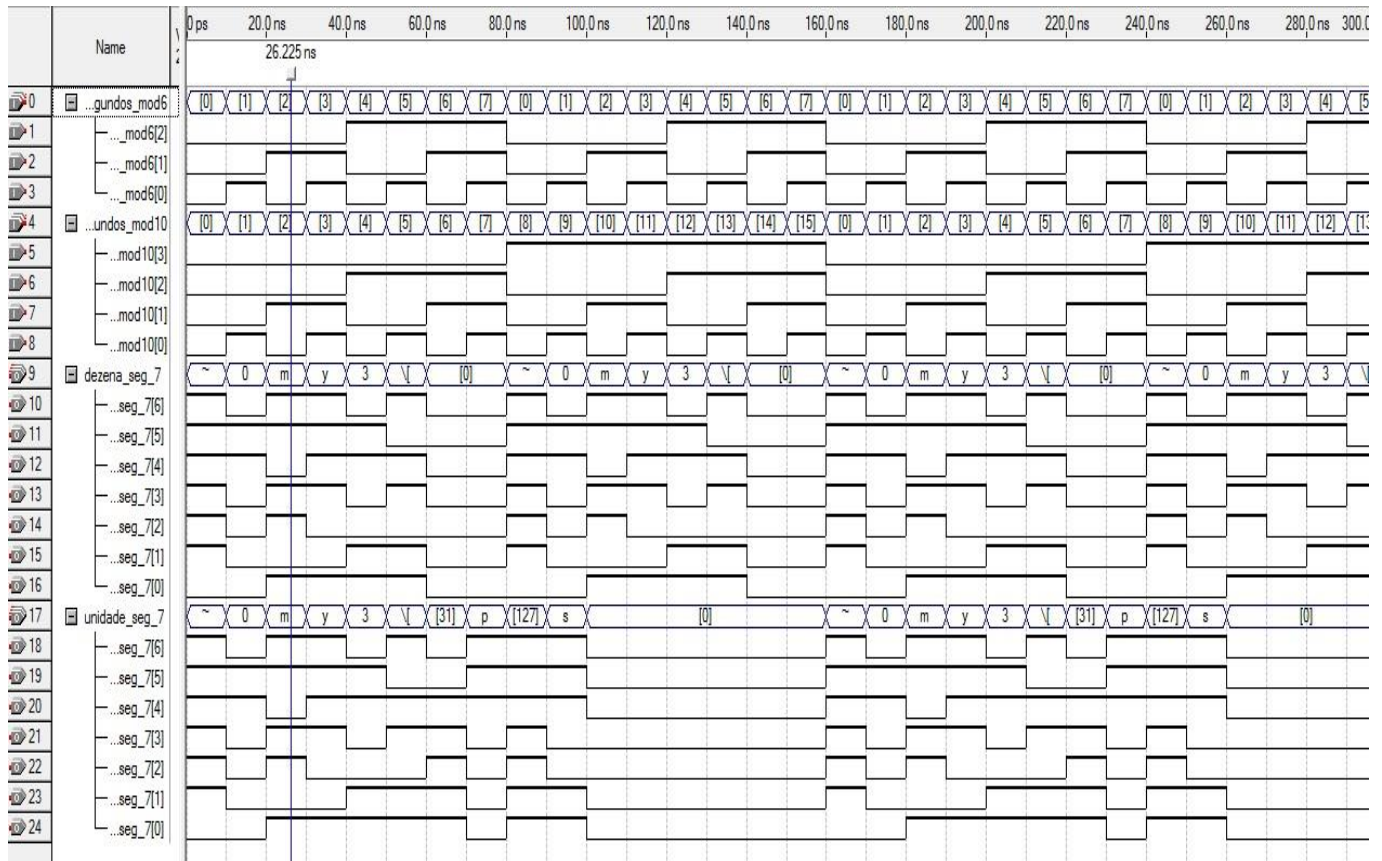 Name
0 ps 20.0 ns 40.0 ns 60.0 ns 80.0 ns 100.0 ns 120.0 ns 140.0 ns 160.0 ns 180.0 ns 200.0 ns 220.0 ns 240.0 ns 260.0 ns 280.0 ns 300.0
26.225 ns
0 ...gundos_mod6 [0] [1] [2] [3] [4] [5] [6] [7] [0] [1] [2] [3] [4] [5] [6] [7] [0] [1] [2] [3] [4] [5] [6] [7] [0] [1] [2] [3] [4] [5
1 ..._mod6[2]
2 ..._mod6[1]
3 ..._mod6[0]
4 ...undos_mod10 [0] [1] [2] [3] [4] [5] [6] [7] [8] [9] [10] [11] [12] [13] [14] [15] [0] [1] [2] [3] [4] [5] [6] [7] [8] [9] [10] [11] [12] [13
5 ...mod10[3]
6 ...mod10[2]
7 ...mod10[1]
8 ...mod10[0]
9 dezena_seg_7 ~ 0 m y 3 \[ [0] ~ 0 m y 3 \[ [0] ~ 0 m y 3 \[ [0] ~ 0 m y 3 \[
10 ...seg_7[6]
11 ...seg_7[5]
12 ...seg_7[4]
13 ...seg_7[3]
14 ...seg_7[2]
15 ...seg_7[1]
16 ...seg_7[0]
17 unidade_seg_7 ~ 0 m y 3 \[ [31] p [127] s [0] ~ 0 m y 3 \[ [31] p [127] s [0]
18 ...seg_7[6]
19 ...seg_7[5]
20 ...seg_7[4]
21 ...seg_7[3]
22 ...seg_7[2]
23 ...seg_7[1]
24 ...seg_7[0]